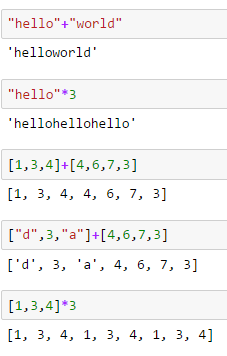 "hello"+"world"
'helloworld'
"hello"*3
'hellohellohello'
[1,3,4]+[4,6,7,3]
[1, 3, 4, 4, 6, 7, 3]
["d",3,"a"]+[4,6,7,3]
['d', 3, 'a', 4, 6, 7, 3]
[1,3,4]*3
[1, 3, 4, 1, 3, 4, 1, 3, 4]